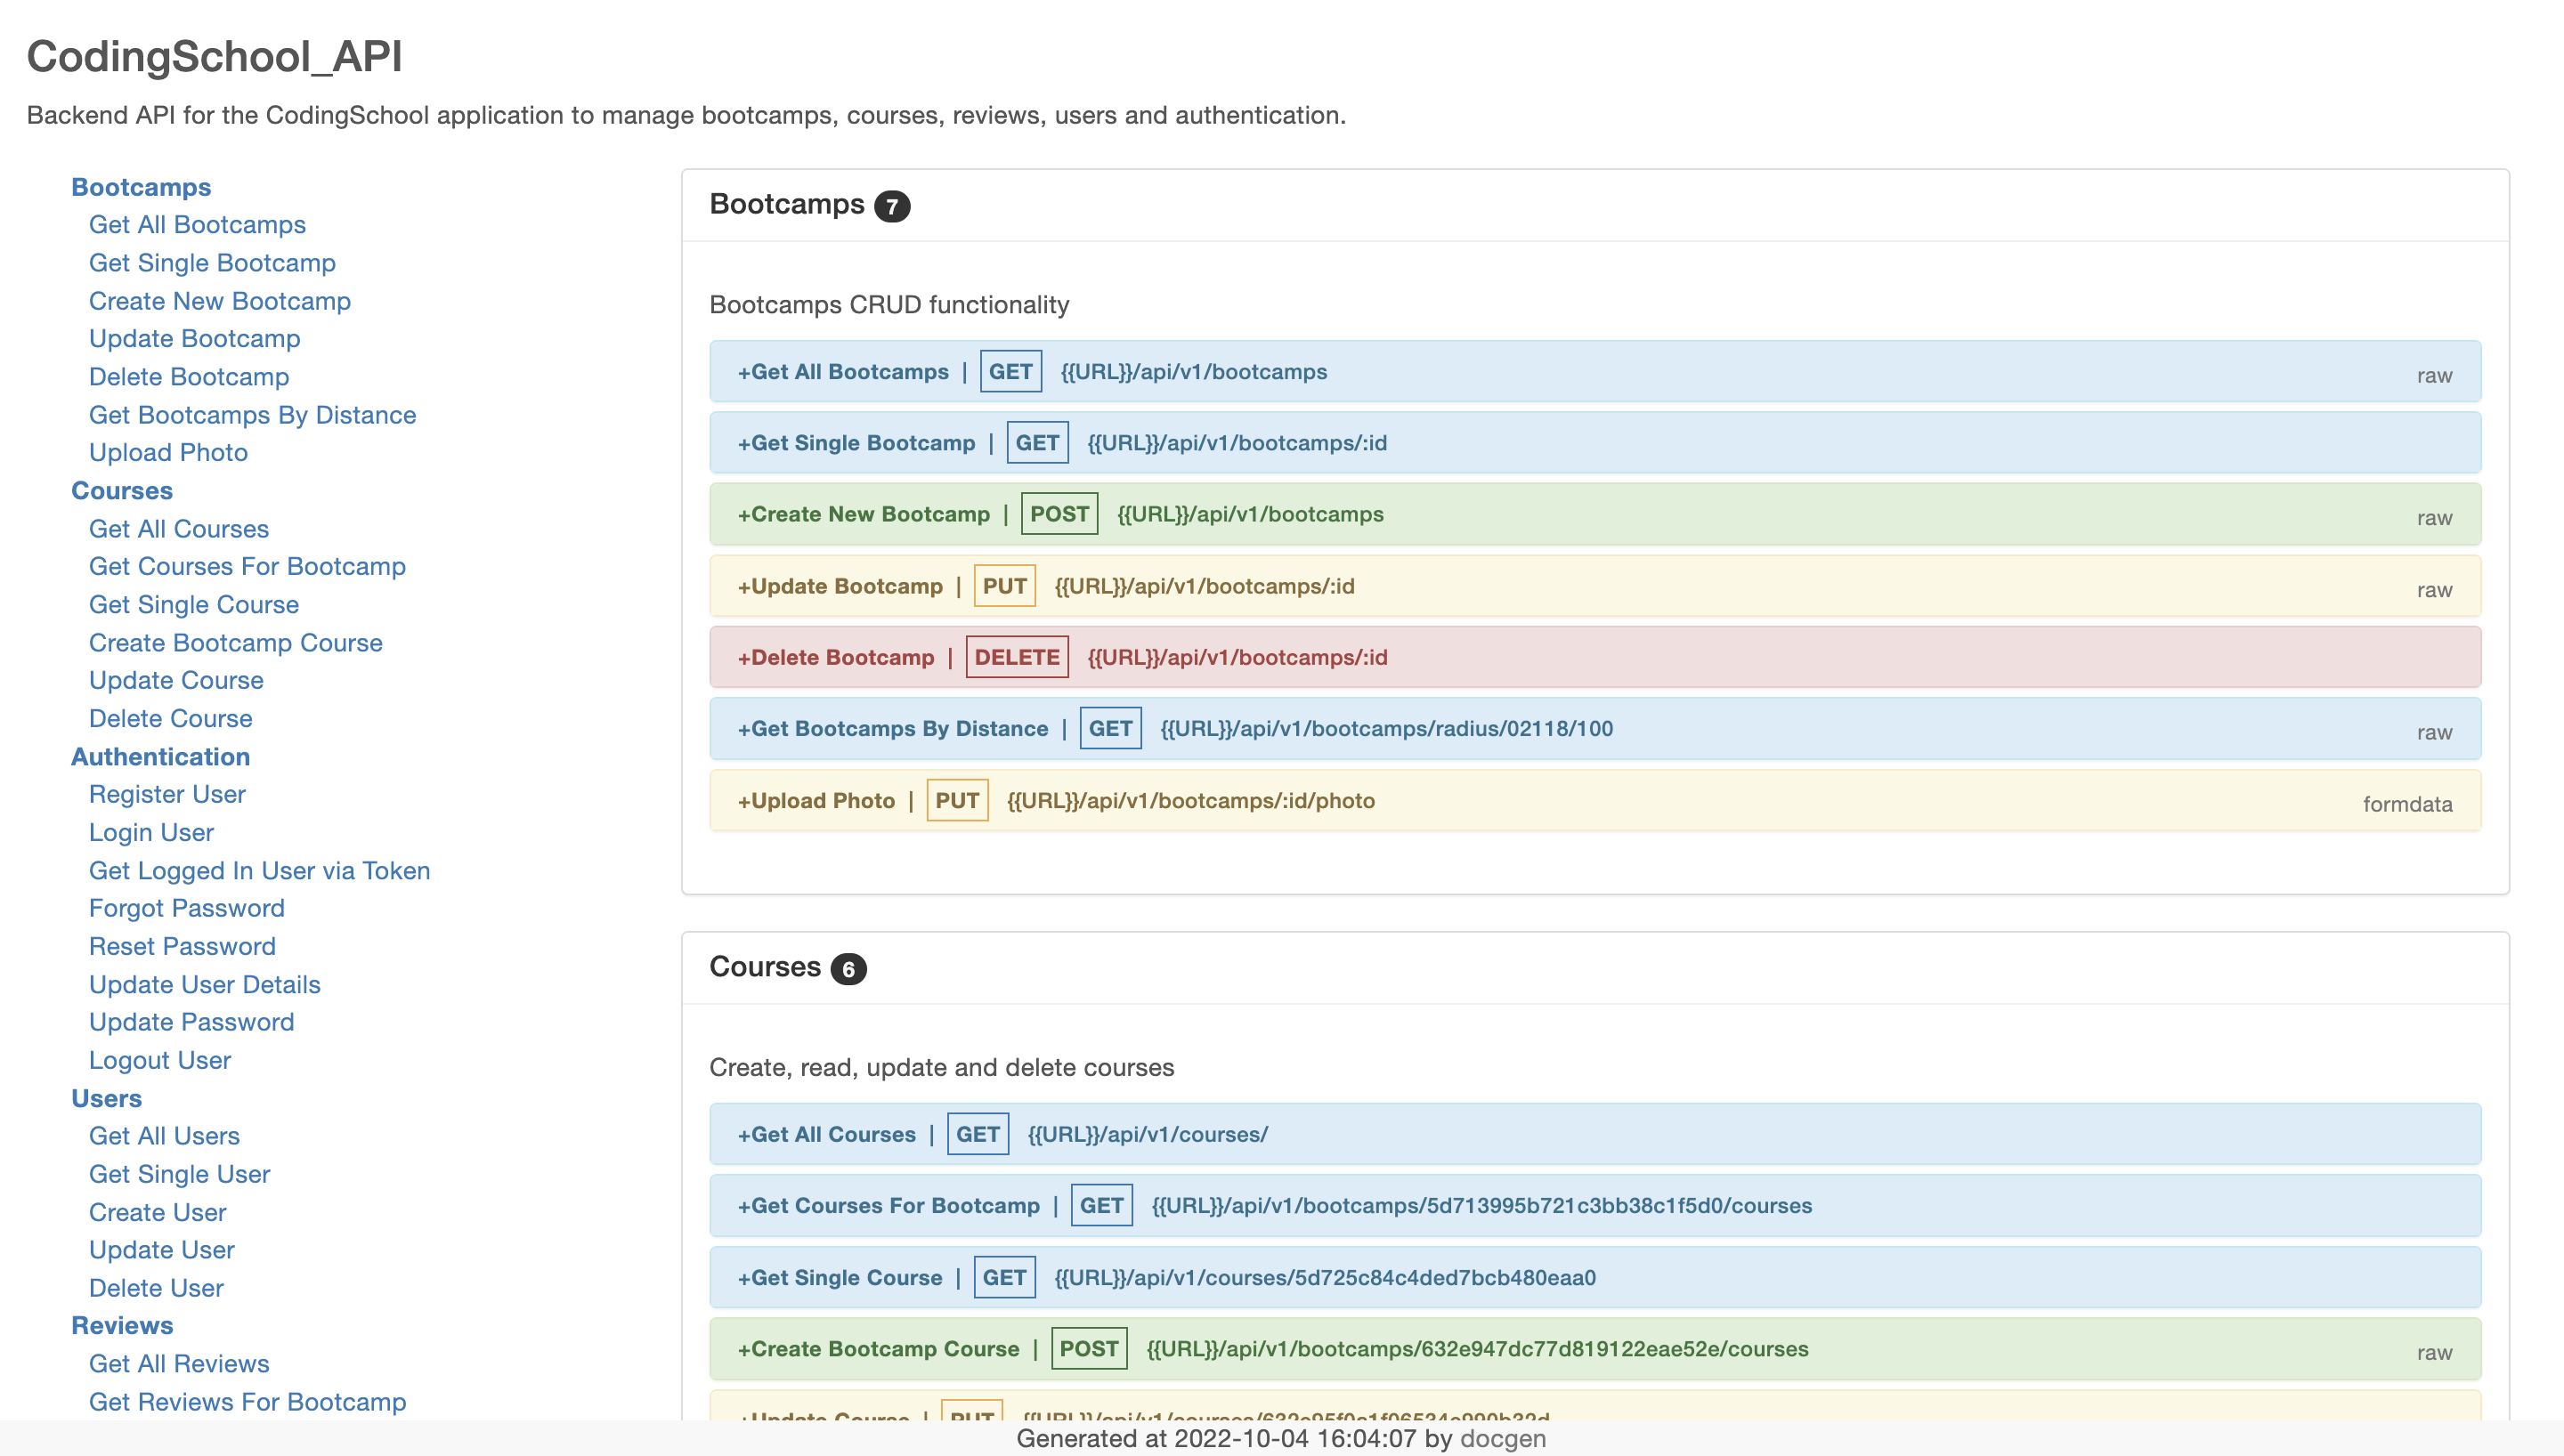 CodingSchool_API
Backend API for the CodingSchool application to manage bootcamps, courses, reviews, users and authentication.
Bootcamps
Get All Bootcamps
Get Single Bootcamp
Create New Bootcamp
Update Bootcamp
Delete Bootcamp
Get Bootcamps By Distance
Upload Photo
Courses
Get All Courses
Get Courses For Bootcamp
Get Single Course
Create Bootcamp Course
Update Course
Delete Course
Authentication
Register User
Login User
Get Logged In User via Token
Forgot Password
Reset Password
Update User Details
Update Password
Logout User
Users
Get All Users
Get Single User
Create User
Update User
Delete User
Reviews
Get All Reviews
Get Reviews For Bootcamp
Bootcamps 7
Bootcamps CRUD functionality
+Get All Bootcamps | GET {{URL}}/api/v1/bootcamps raw
+Get Single Bootcamp | GET {{URL}}/api/v1/bootcamps/:id
+Create New Bootcamp | POST {{URL}}/api/v1/bootcamps raw
+Update Bootcamp | PUT {{URL}}/api/v1/bootcamps/:id raw
+Delete Bootcamp | DELETE {{URL}}/api/v1/bootcamps/:id
+Get Bootcamps By Distance | GET {{URL}}/api/v1/bootcamps/radius/02118/100 raw
+Upload Photo | PUT {{URL}}/api/v1/bootcamps/:id/photo formdata
Courses 6
Create, read, update and delete courses
+Get All Courses | GET {{URL}}/api/v1/courses/
+Get Courses For Bootcamp | GET {{URL}}/api/v1/bootcamps/5d713995b721c3bb38c1f5d0/courses
+Get Single Course | GET {{URL}}/api/v1/courses/5d725c84c4ded7bcb480eaa0
+Create Bootcamp Course | POST {{URL}}/api/v1/bootcamps/632e947dc77d819122eae52e/courses raw
+Update Course | PUT
Generated at 2022-10-04 16:04:07 by docgen